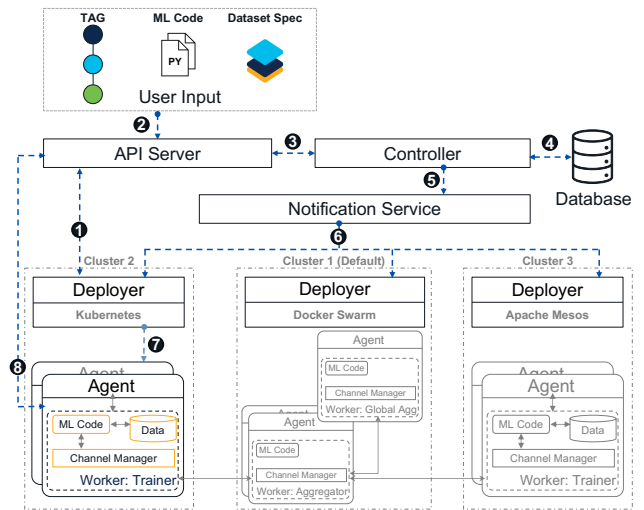 TAG
ML Code
Dataset Spec
PY
User Input
2
API Server
3
Controller
4
Database
5
1
Notification Service
6
Cluster 2
Cluster 1 (Default)
Cluster 3
Deployer
Kubernetes
Deployer
Docker Swarm
Deployer
Apache Mesos
7
8
Agent
Agent
ML Code
Data
Channel Manager
Worker: Trainer
Agent
ML Code
Channel Manager
Worker: Global Agg
Agent
ML Code
Channel Manager
Worker: Aggregator
Agent
Agent
ML Code
Data
Channel Manager
Worker: Trainer